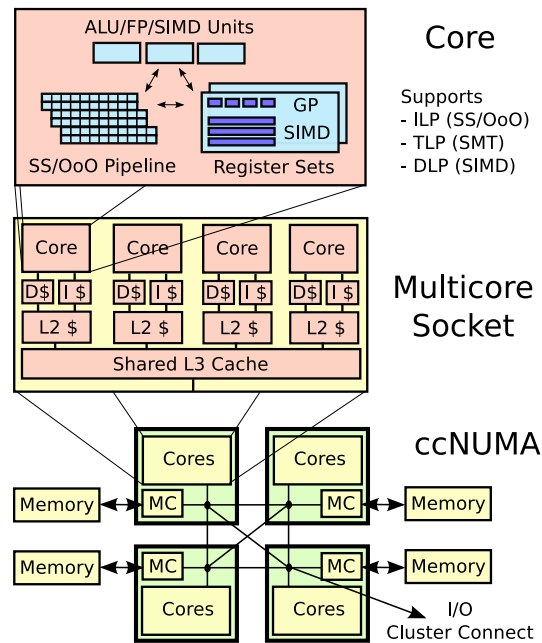 ALU/FP/SIMD Units
Core
GP
SIMD
SS/OoO Pipeline
Register Sets
Supports
- ILP (SS/OoO)
- TLP (SMT)
- DLP (SIMD)
Core Core Core Core
D$ I $ D$ I $ D$ I $ D$ I $
L2 $ L2 $ L2 $ L2 $
Shared L3 Cache
Multicore
Socket
ccNUMA
Cores Cores
Memory MC MC Memory
Memory MC MC Memory
Cores Cores
I/O
Cluster Connect